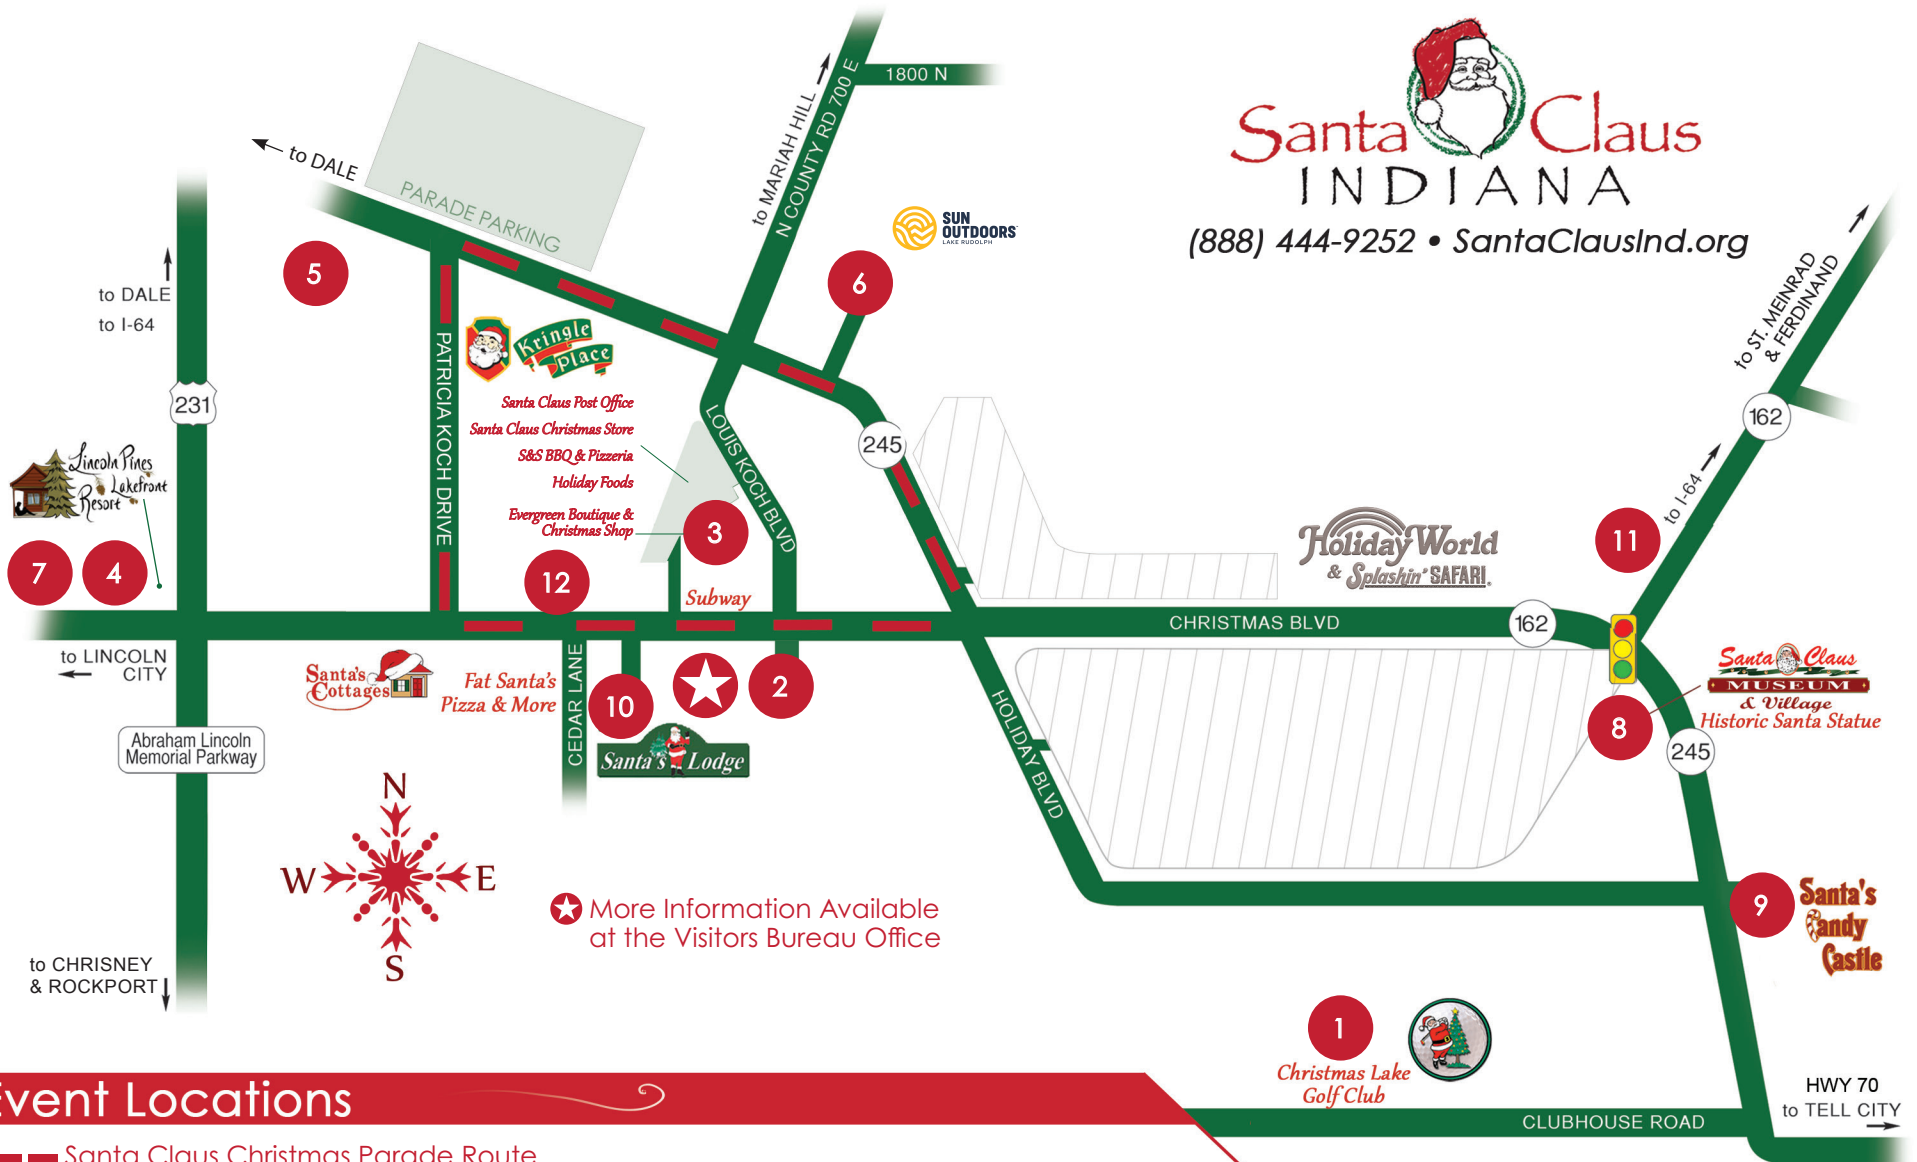 Santa Claus
INDIANA
(888) 444-9252 • SantaClausInd.org
1800 N
to MARIAH HILL
N COUNTY RD 700 E
to DALE
PARADE PARKING
SUN
OUTDOORS
LAKE RUDOLPH
5
6
to DALE
to I-64
to ST. MEINRAD
& FERDINAND
Kringle
Place
PATRICIA KOCH DRIVE
231
Santa Claus Post Office
Santa Claus Christmas Store
S&S BBQ & Pizzeria
Holiday Foods
Evergreen Boutique &
Christmas Shop
LOUIS KOCH BLVD
245
162
to I-64
Lincoln Pines
Lakefront
Resort
3
Holiday World
& Splashin' SAFARI.
11
7
4
12
Subway
CHRISTMAS BLVD
162
to LINCOLN
CITY
Santa's
Cottages
Fat Santa's
Pizza & More
CEDAR LANE
10
2
Santa's Lodge
HOLIDAY BLVD
Santa Claus
MUSEUM
& Village
Historic Santa Statue
8
245
Abraham Lincoln
Memorial Parkway
N
W
E
S
More Information Available
at the Visitors Bureau Office
9
Santa's
Candy
Castle
to CHRISNEY
& ROCKPORT
1
Christmas Lake
Golf Club
HWY 70
to TELL CITY
CLUBHOUSE ROAD
Event Locations
Santa Claus Christmas Parade Route